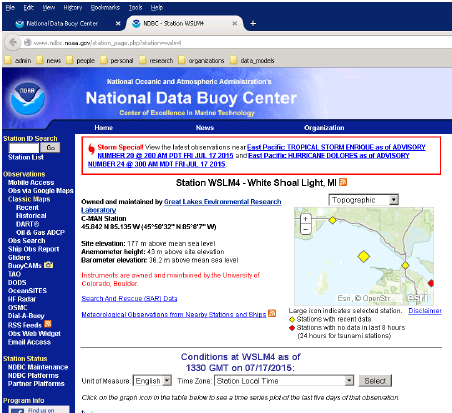 File Edit View History Bookmarks Tools Help
National Data Buoy Center
NDBC - Station WSLM4
www.ndbc.noaa.gov/station_page.php?station=wslm4
admin news people personal research organizations data_models
NOAA
National Oceanic and Atmospheric Administration's
National Data Buoy Center
Center of Excellence in Marine Technology
Home News Organization
Station ID Search
Go
Station List
Observations
Mobile Access
Obs via Google Maps
Classic Maps
Recent
Historical
DART®
Oil & Gas ADCP
Obs Search
Ship Obs Report
Gliders
BuoyCAMs
TAO
DODS
OceanSITES
HF Radar
OSMC
Dial-A-Buoy
RSS Feeds
Obs Web Widget
Email Access
Station Status
NDBC Maintenance
NDBC Platforms
Partner Platforms
Program Info
Find us on
Storm Special! View the latest observations near East Pacific TROPICAL STORM ENRIQUE as of ADVISORY
NUMBER 20 @ 200 AM PDT FRI JUL 17 2015 and East Pacific HURRICANE DOLORES as of ADVISORY
NUMBER 24 @ 300 AM MDT FRI JUL 17 2015.
Station WSLM4 - White Shoal Light, MI
Owned and maintained by Great Lakes Environmental Research
Laboratory
C-MAN Station
45.842 N 85.135 W (45°50'32" N 85°8'7" W)
Site elevation: 177 m above mean sea level
Anemometer height: 43 m above site elevation
Barometer elevation: 36.2 m above mean sea level
Instruments are owned and maintained by the University of
Colorado, Boulder.
Search And Rescue (SAR) Data
Meteorological Observations from Nearby Stations and Ships
Topographic
+
-
Esri, © OpenStr...
esri
Large icon indicates selected station. Disclaimer
Stations with recent data
Stations with no data in last 8 hours
(24 hours for tsunami stations)
Conditions at WSLM4 as of
1330 GMT on 07/17/2015:
Unit of Measure: English Time Zone: Station Local Time Select
Click on the graph icon in the table below to see a time series plot of the last five days of that observation.